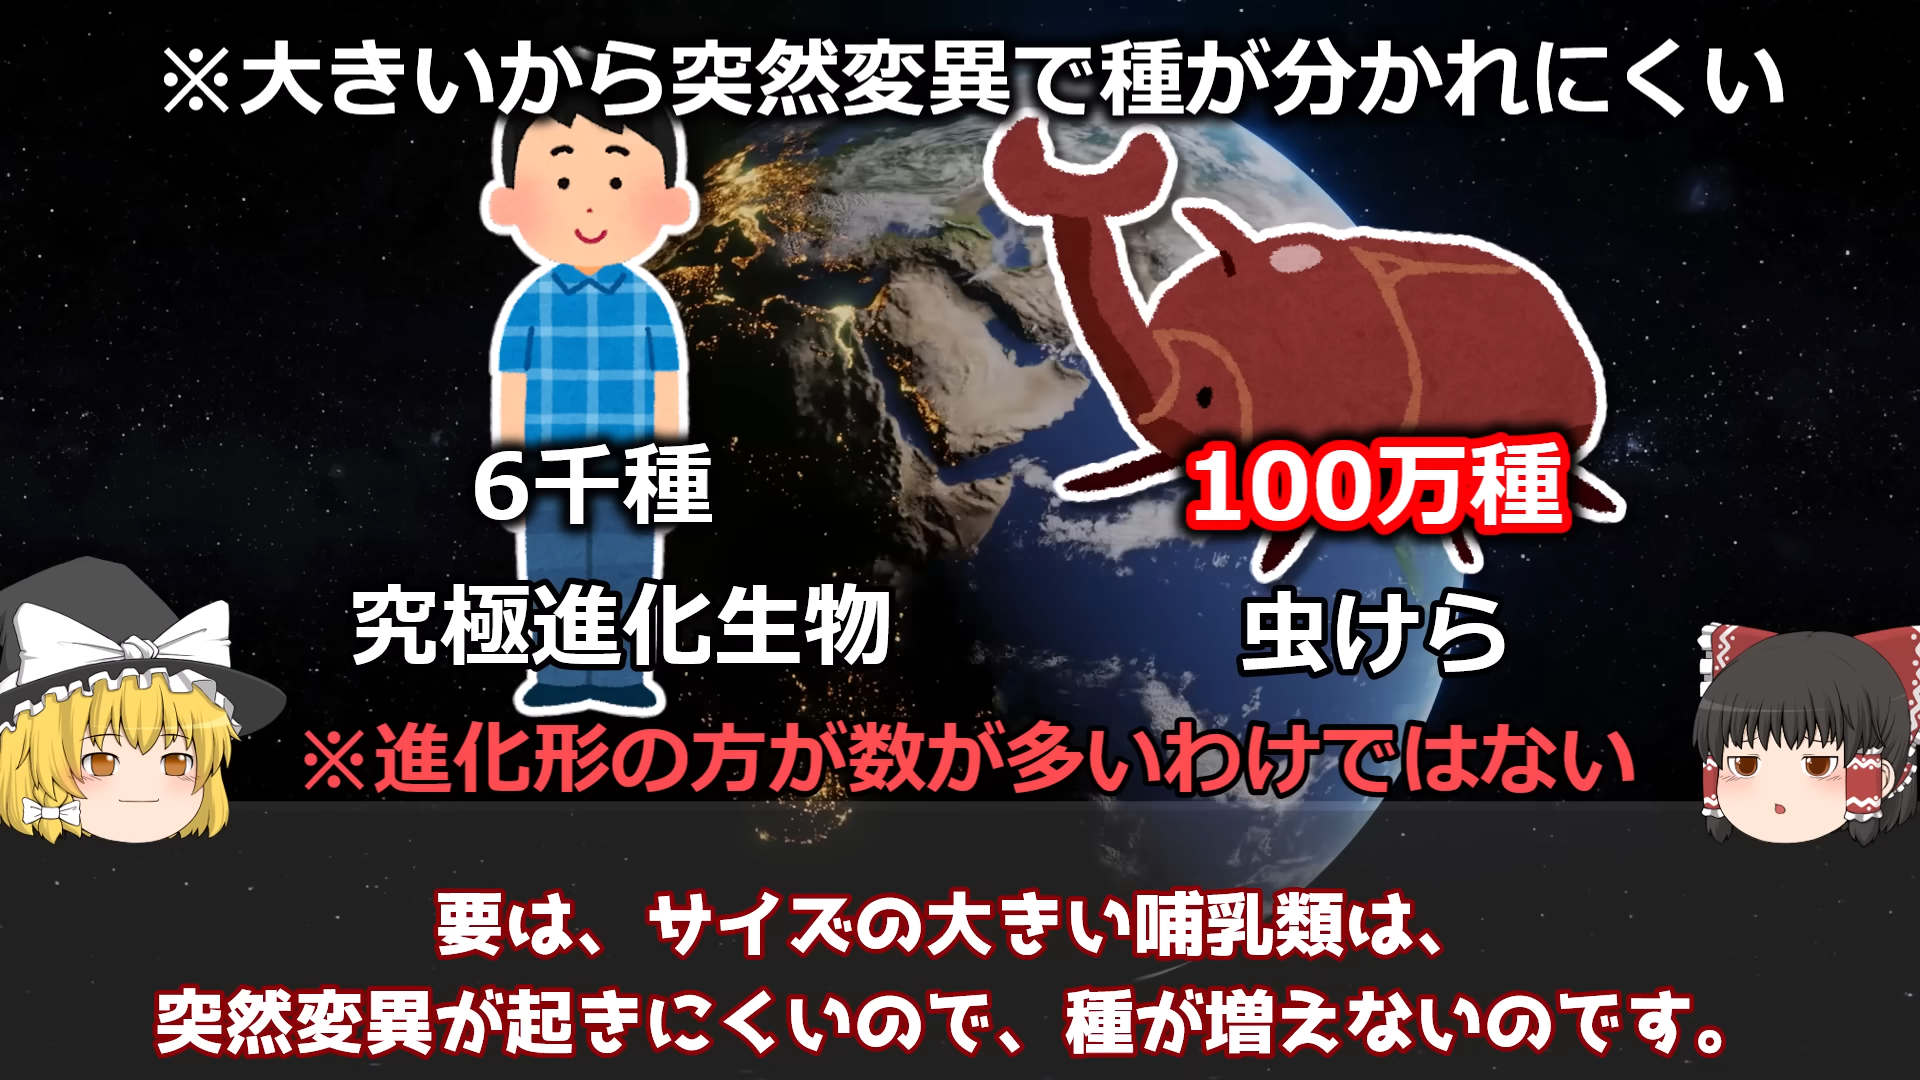 ※大きいから突然変異で種が分かれにくい
6千種
100万種
究極進化生物
虫けら
※進化形の方が数が多いわけではない
要は、サイズの大きい哺乳類は、
突然変異が起きにくいので、種が増えないのです。